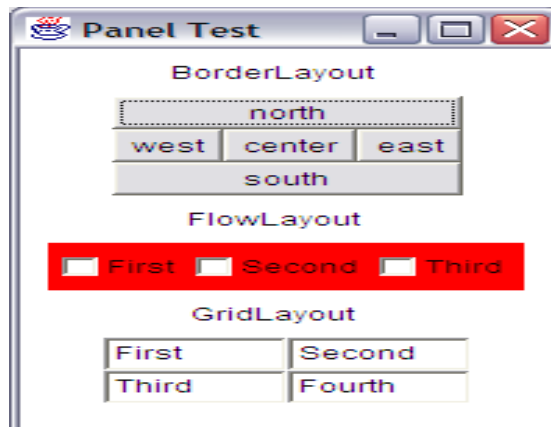 Panel Test
BorderLayout
north
west center east
south
FlowLayout
First Second Third
GridLayout
First Second
Third Fourth